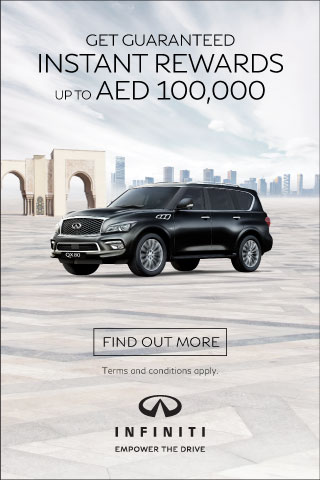 GET GUARANTEED
INSTANT REWARDS
UP TO AED 100,000
QX80
FIND OUT MORE
Terms and conditions apply.
INFINITI
EMPOWER THE DRIVE